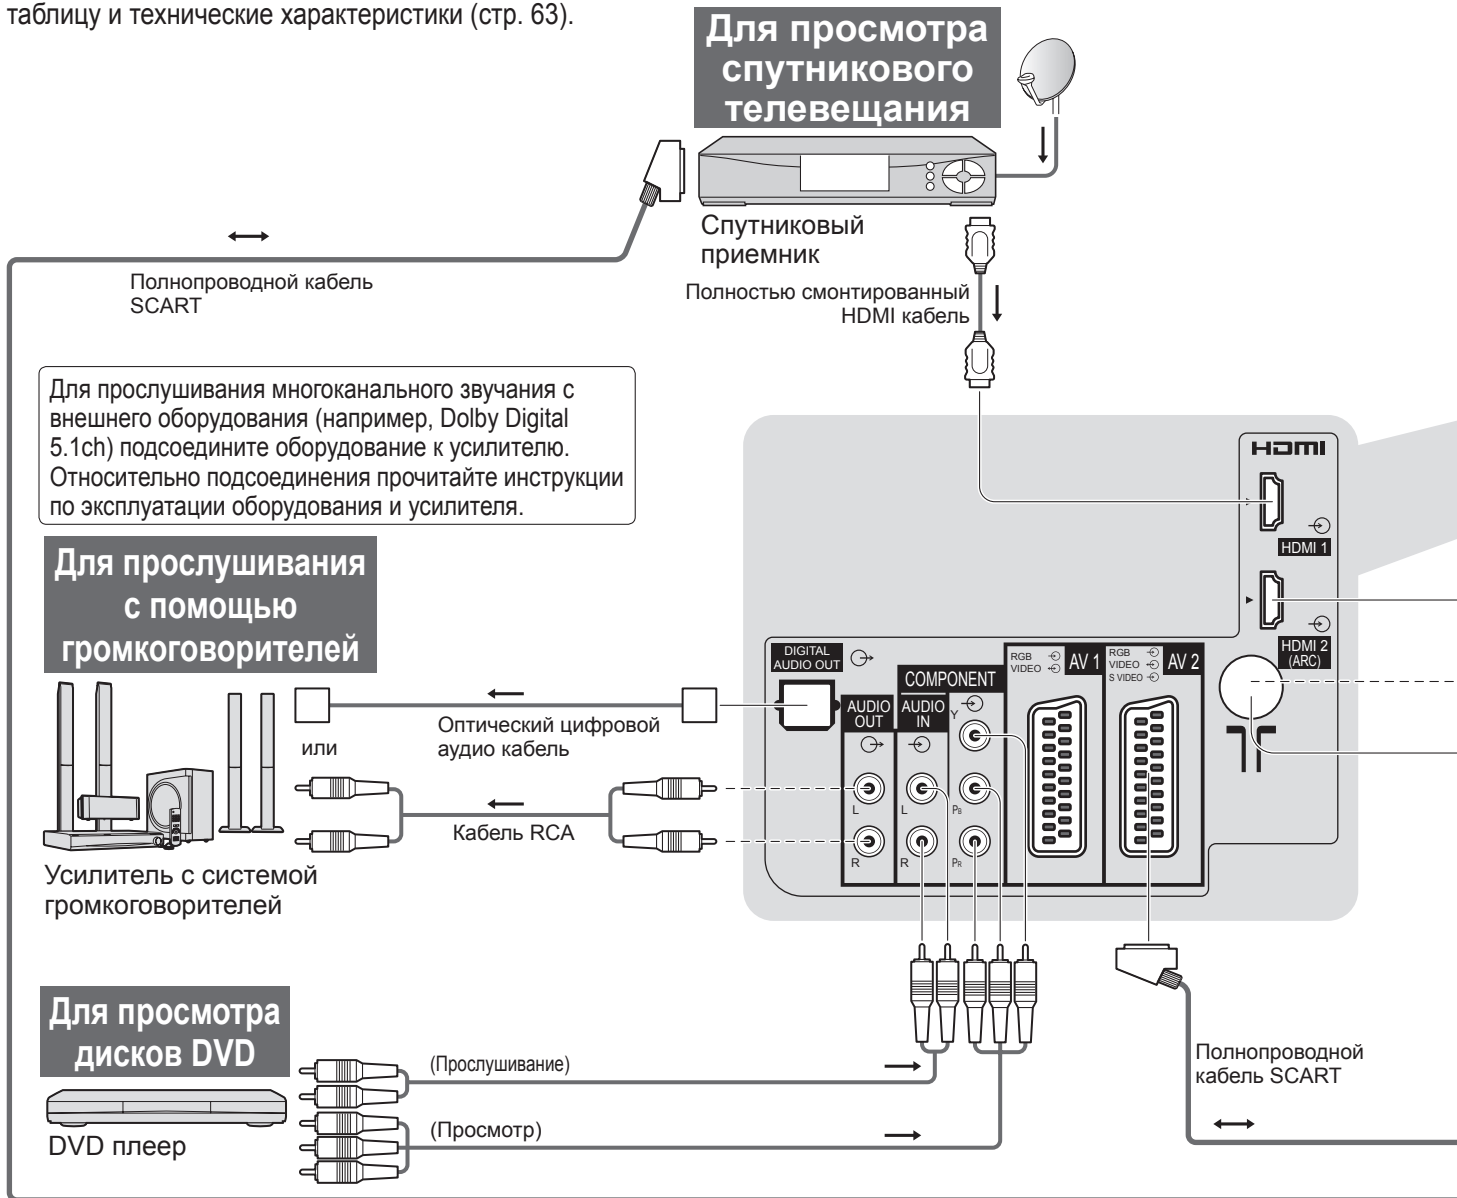 таблицу и технические характеристики (стр. 63).
Для просмотра
спутникового
телевещания
Спутниковый
приемник
Полнопроводной кабель
SCART
Полностью смонтированный
HDMI кабель
Для прослушивания многоканального звучания с
внешнего оборудования (например, Dolby Digital
5.1ch) подсоедините оборудование к усилителю.
Относительно подсоединения прочитайте инструкции
по эксплуатации оборудования и усилителя.
HDMI
HDMI 1
HDMI 2
(ARC)
Для прослушивания
с помощью
громкоговорителей
DIGITAL
AUDIO OUT
RGB
VIDEO
AV 1
RGB
VIDEO
S VIDEO
AV 2
COMPONENT
AUDIO
OUT
AUDIO
IN
Y
L
L
PB
R
R
PR
или
Оптический цифровой
аудио кабель
Кабель RCA
Усилитель с системой
громкоговорителей
Для просмотра
дисков DVD
DVD плеер
(Прослушивание)
(Просмотр)
Полнопроводной
кабель SCART